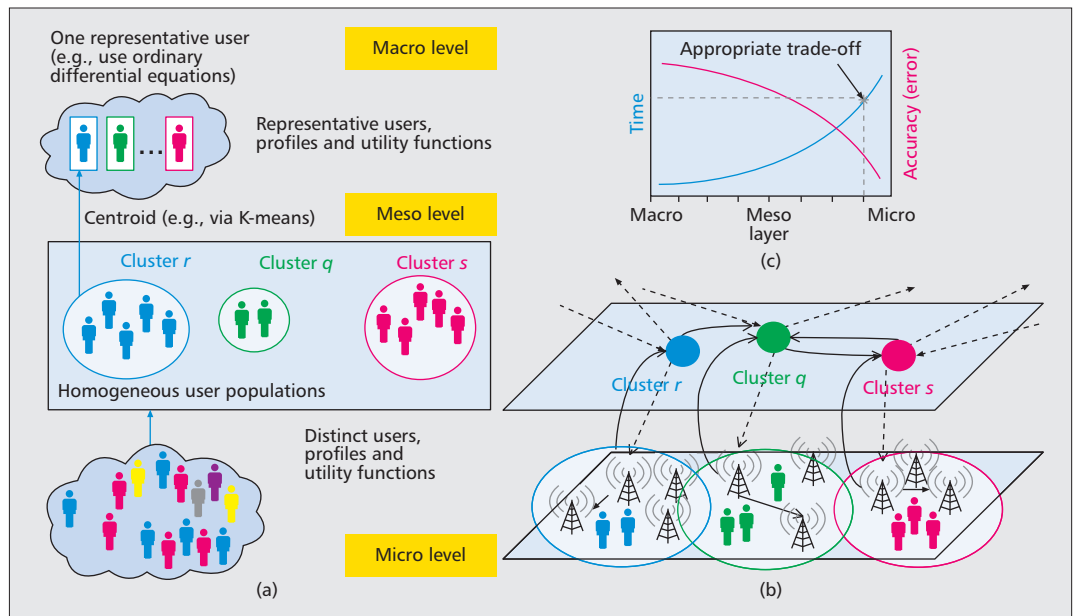 One representative user
(e.g., use ordinary
differential equations)
Macro level
Representative users,
profiles and utility functions
...
Centroid (e.g., via K-means)
Meso level
Cluster r
Cluster q
Cluster s
Homogeneous user populations
Distinct users,
profiles and
utility functions
Micro level
(a)
Appropriate trade-off
Time
Accuracy (error)
Macro
Meso
layer
Micro
(c)
Cluster r
Cluster q
Cluster s
(b)